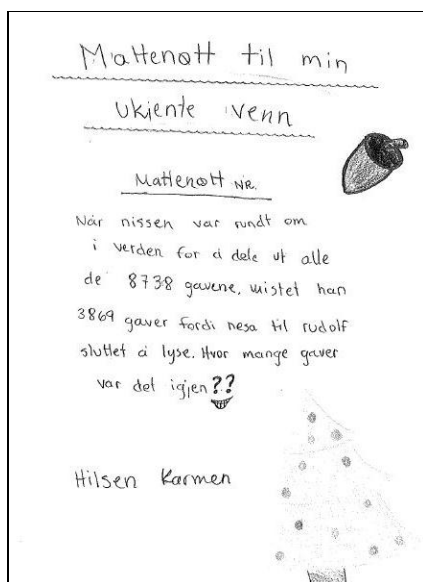 Mattenøtt til min
ukjente venn
Mattenøtt NR.
Når nissen var rundt om
i verden for å dele ut alle
de 8738 gavene, mistet han
3869 gaver fordi nesa til rudolf
sluttet å lyse. Hvor mange gaver
var det igjen??
Hilsen Karmen